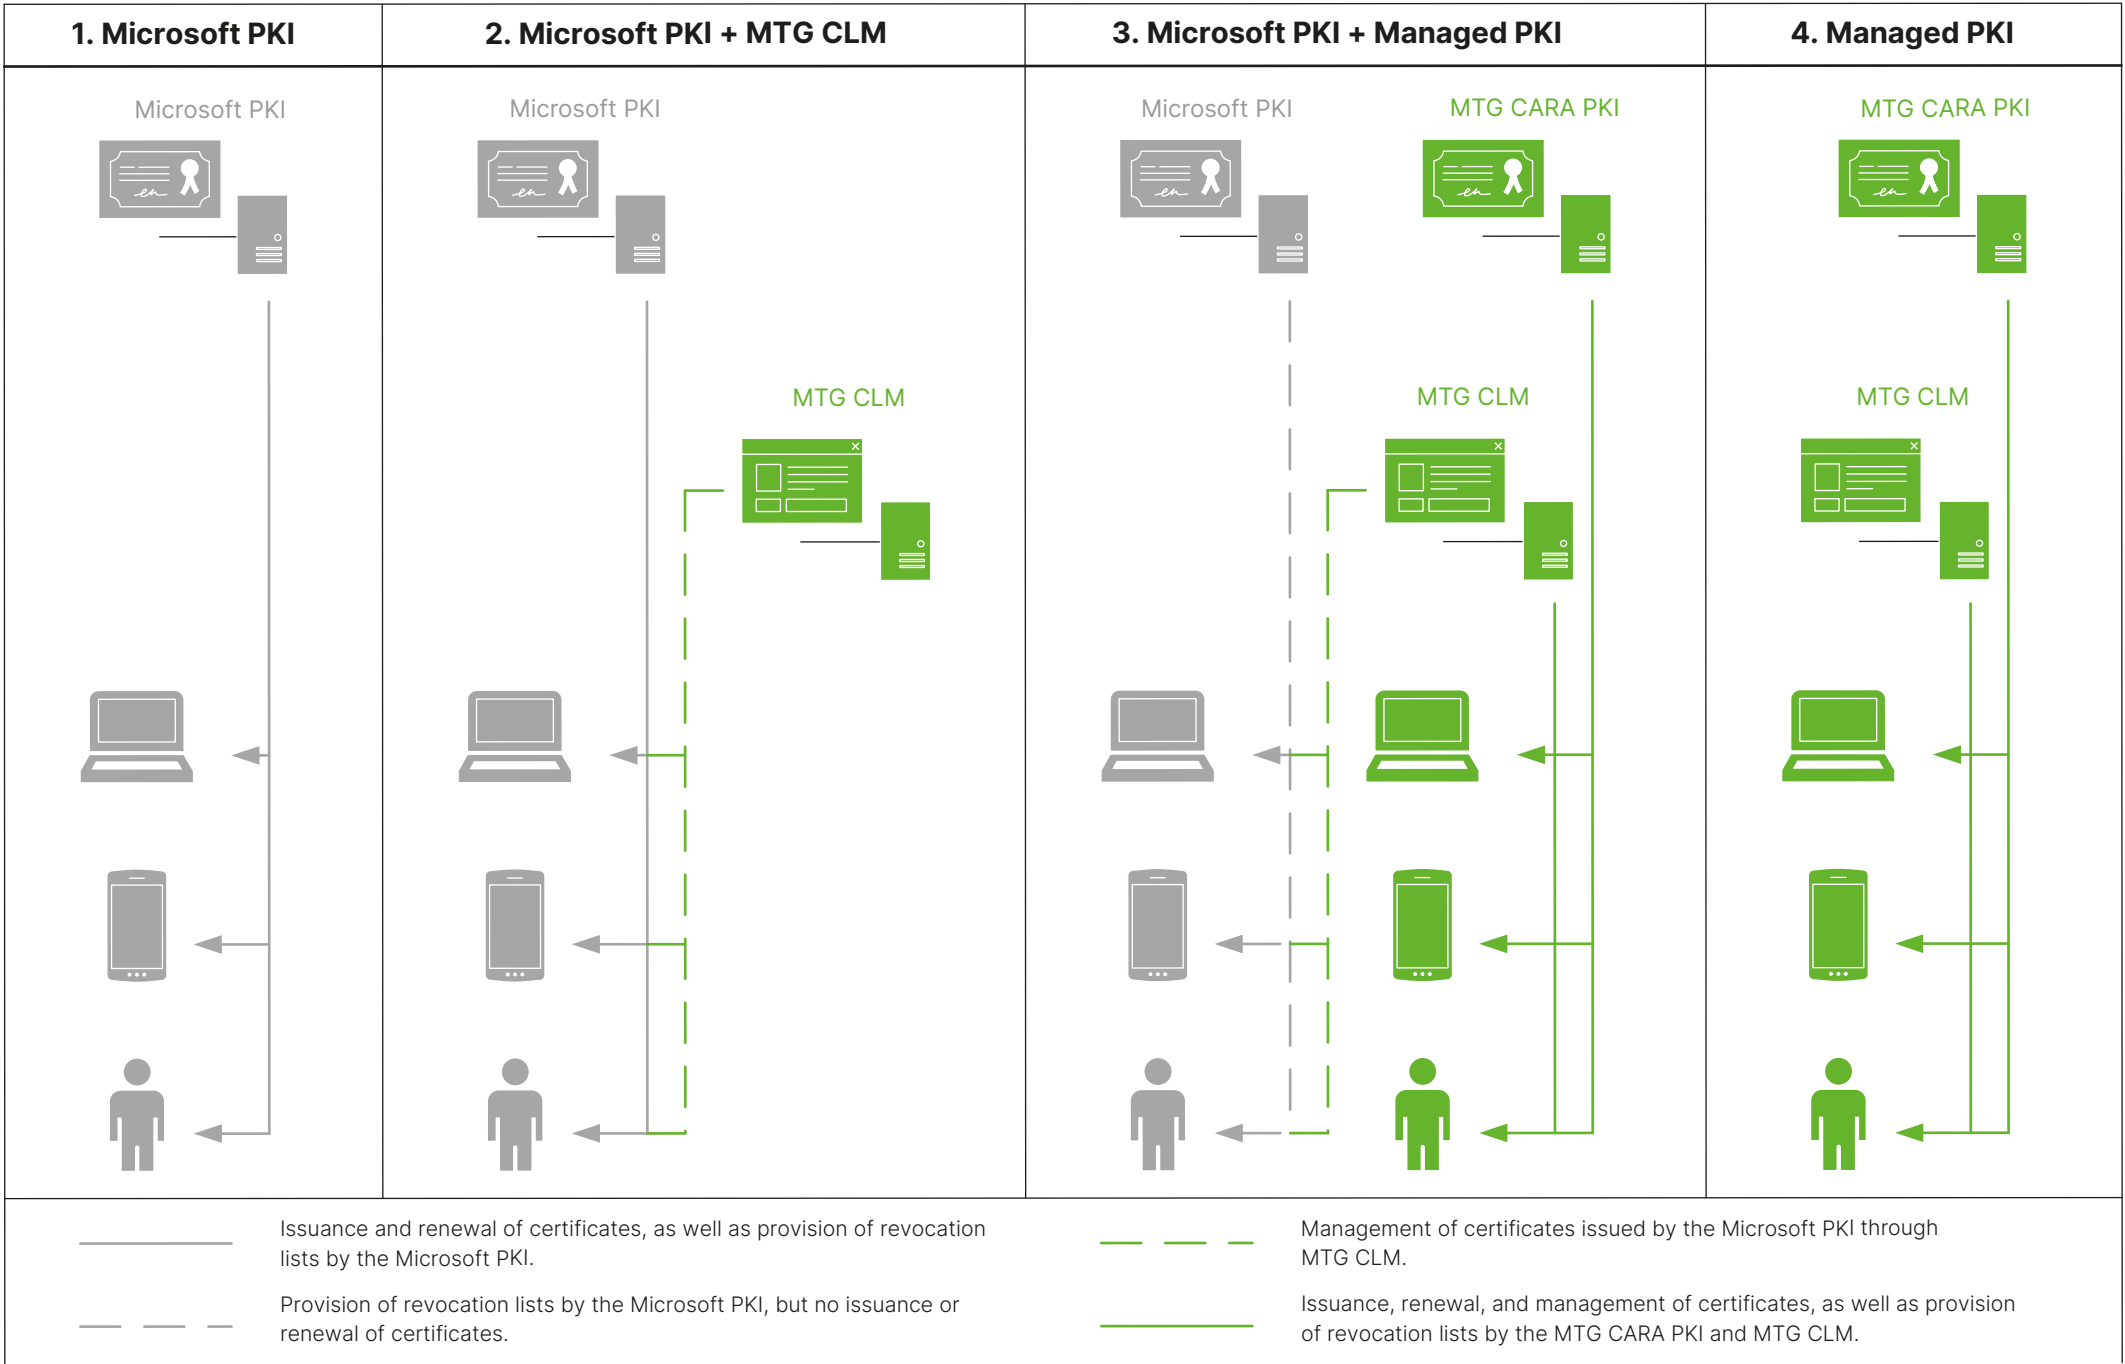 1. Microsoft PKI
2. Microsoft PKI + MTG CLM
3. Microsoft PKI + Managed PKI
4. Managed PKI
Microsoft PKI
Microsoft PKI
Microsoft PKI
MTG CARA PKI
MTG CARA PKI
MTG CLM
MTG CLM
MTG CLM
Issuance and renewal of certificates, as well as provision of revocation
lists by the Microsoft PKI.
Provision of revocation lists by the Microsoft PKI, but no issuance or
renewal of certificates.
Management of certificates issued by the Microsoft PKI through
MTG CLM.
Issuance, renewal, and management of certificates, as well as provision
of revocation lists by the MTG CARA PKI and MTG CLM.